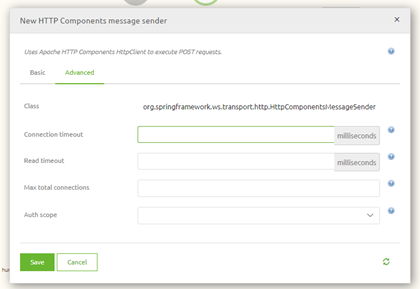 New HTTP Components message sender
×
Uses Apache HTTP Components HttpClient to execute POST requests.
?
Basic Advanced
Class org.springframework.ws.transport.http.HttpComponentsMessageSender
Connection timeout milliseconds ?
Read timeout milliseconds ?
Max total connections ?
Auth scope ?
Save Cancel